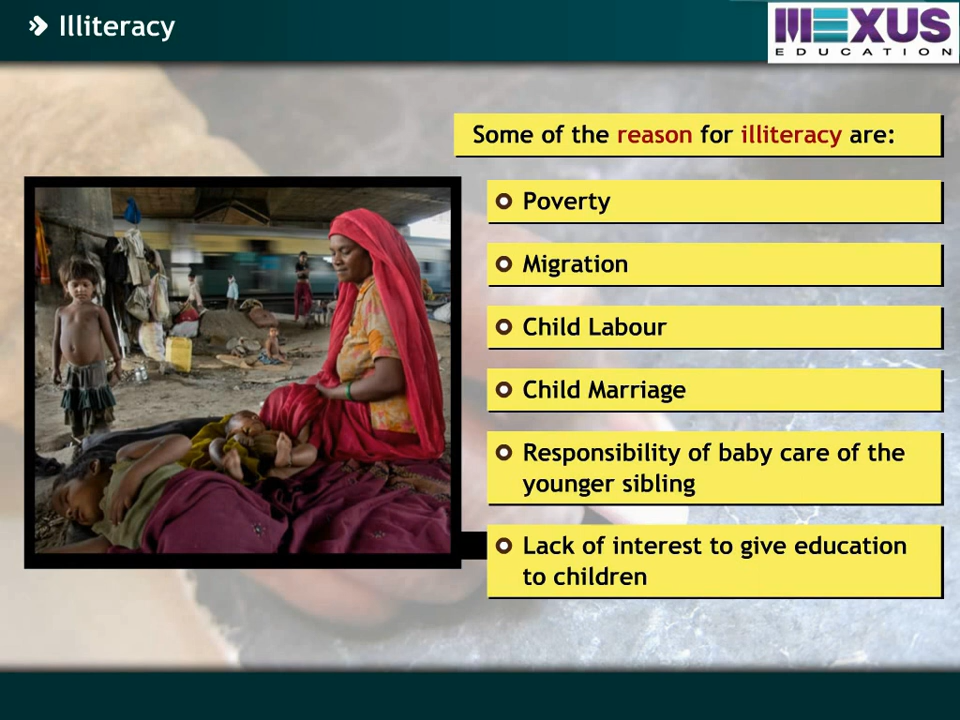 Illiteracy
MEXUS
EDUCATION
Some of the reason for illiteracy are:
Poverty
Migration
Child Labour
Child Marriage
Responsibility of baby care of the
younger sibling
Lack of interest to give education
to children